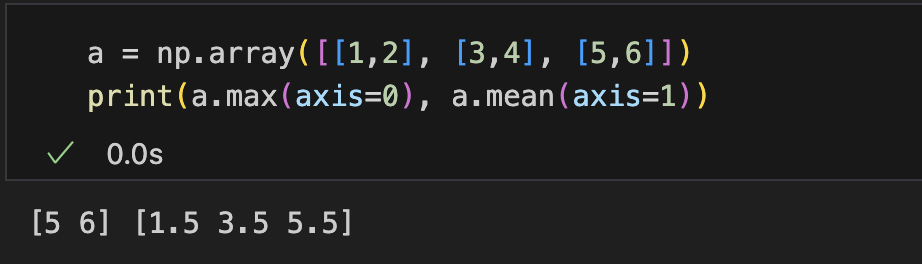 a = np.array([[1,2], [3,4], [5,6]])
print(a.max(axis=0), a.mean(axis=1))
✓ 0.0s
[5 6] [1.5 3.5 5.5]